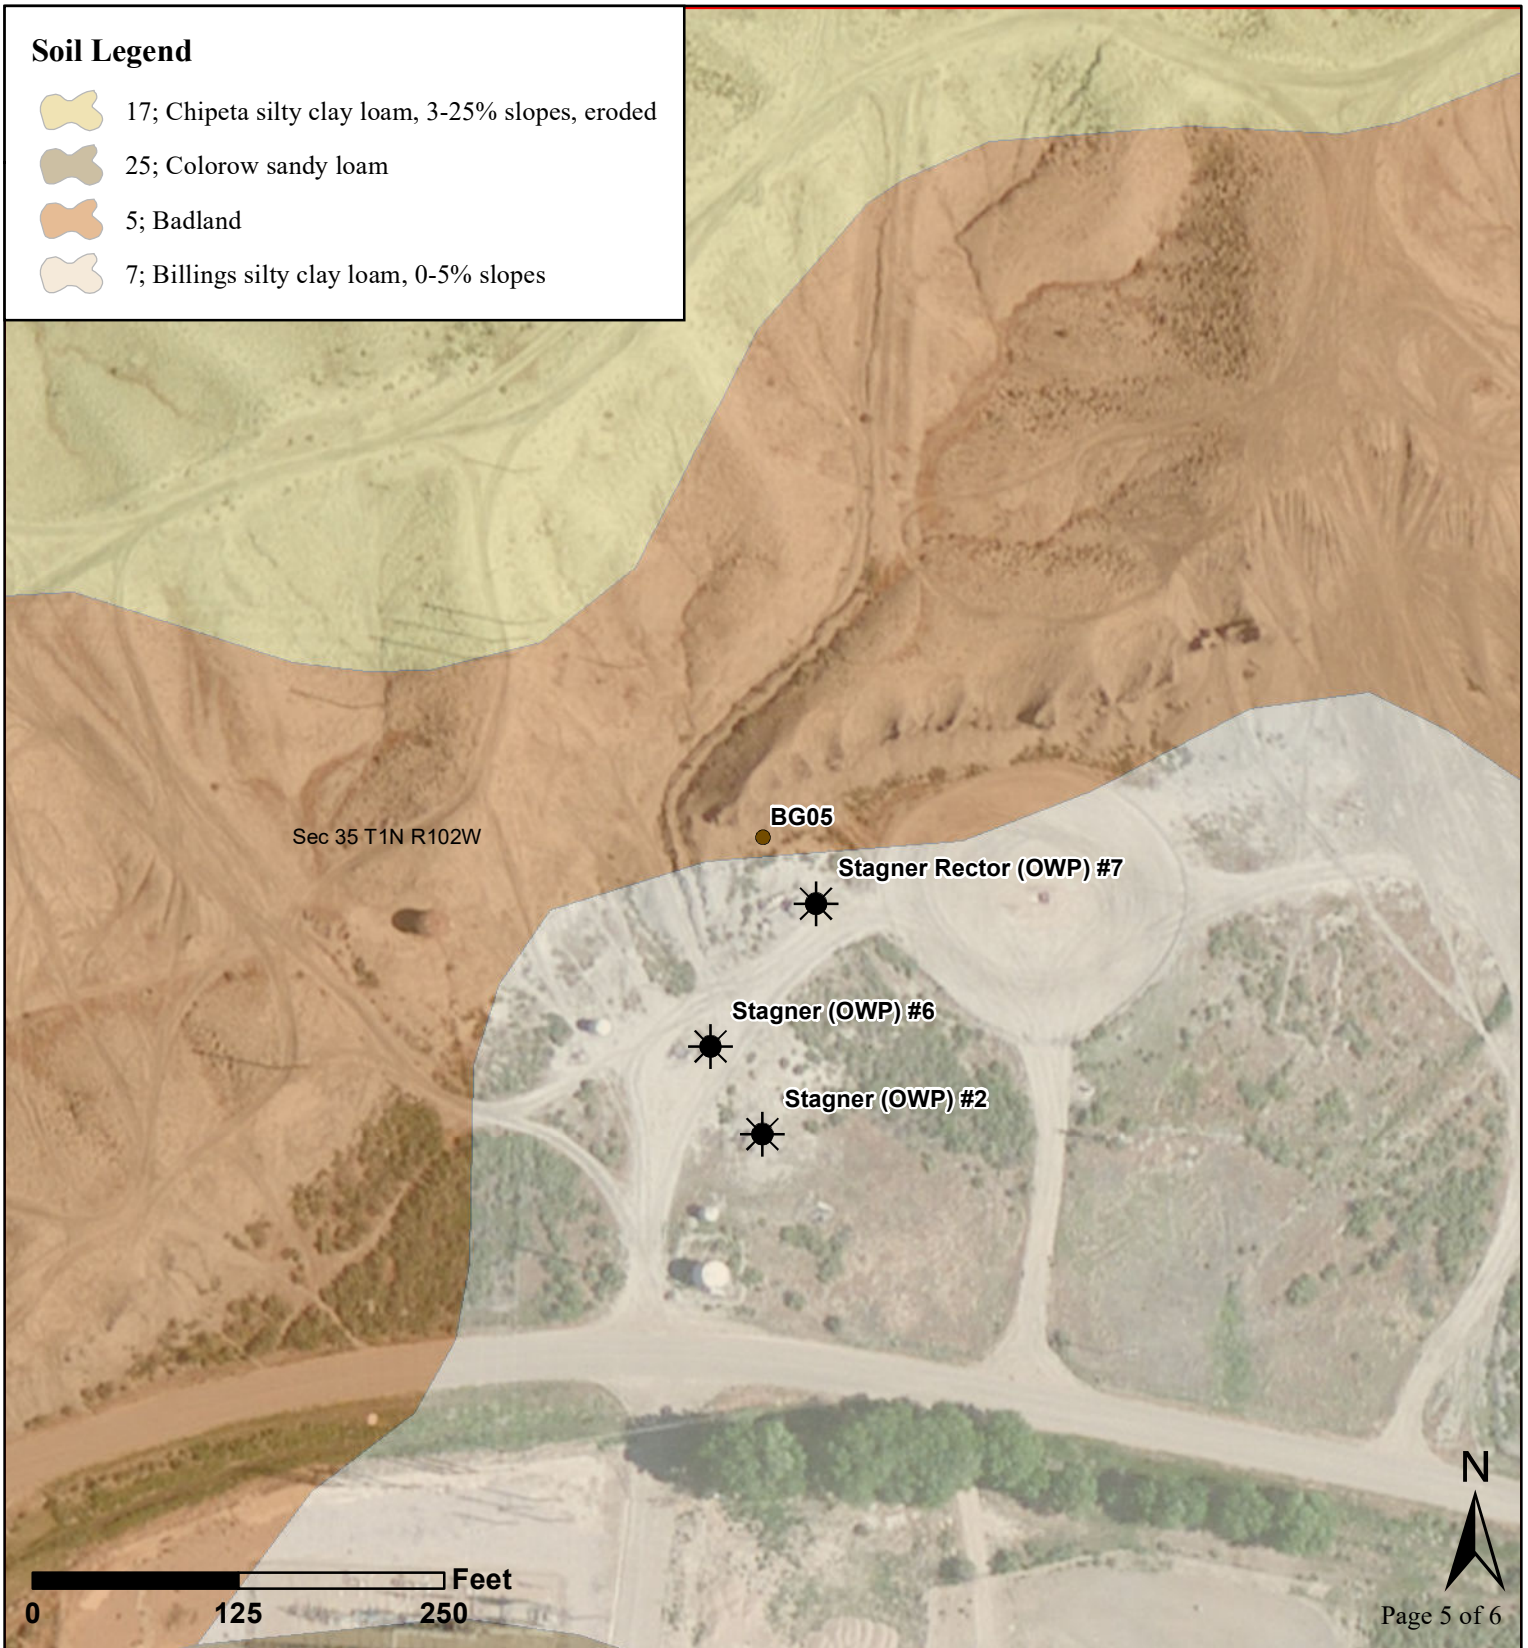 Soil Legend
17; Chipeta silty clay loam, 3-25% slopes, eroded
25; Colorow sandy loam
5; Badland
7; Billings silty clay loam, 0-5% slopes
BG05
Sec 35 T1N R102W
Stagner Rector (OWP) #7
Stagner (OWP) #6
Stagner (OWP) #2
N
Feet
0 125 250
Page 5 of 6